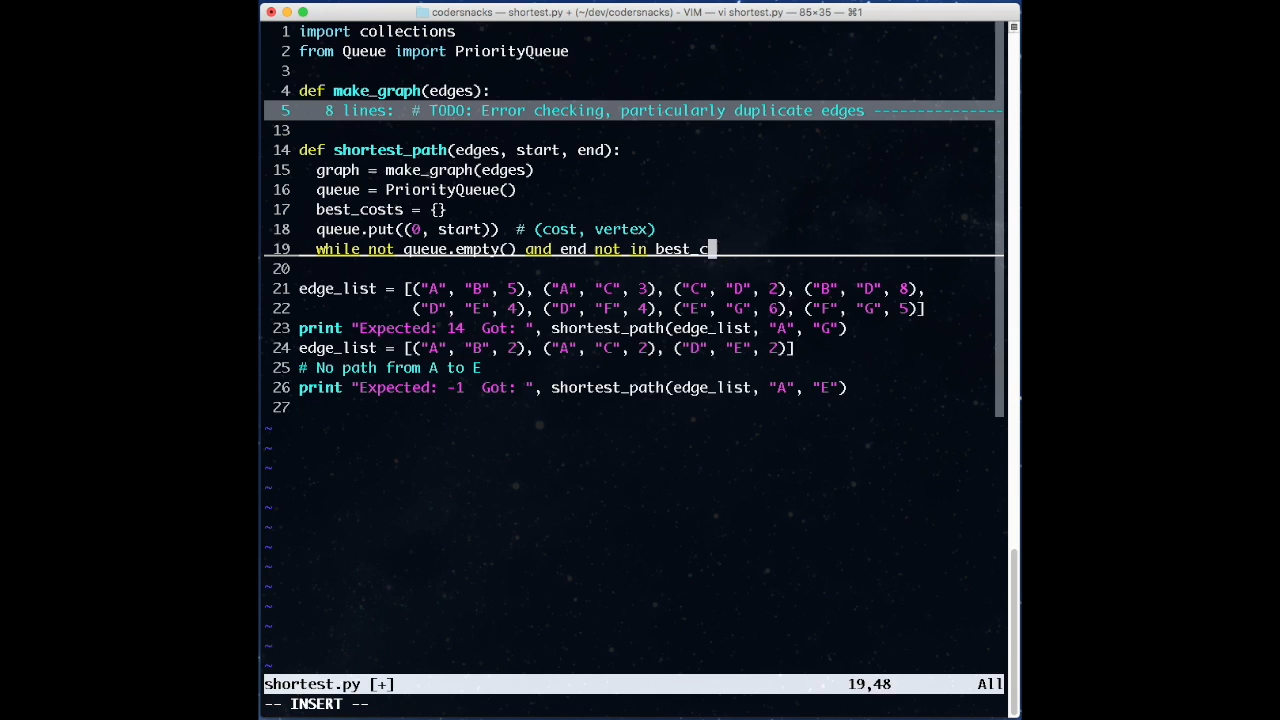 codersnacks — shortest.py + (~/dev/codersnacks) - VIM — vi shortest.py — 85×35 — ⌘1
1 import collections
2 from Queue import PriorityQueue
3
4 def make_graph(edges):
5 8 lines: # TODO: Error checking, particularly duplicate edges ---------------
13
14 def shortest_path(edges, start, end):
15 graph = make_graph(edges)
16 queue = PriorityQueue()
17 best_costs = {}
18 queue.put((0, start)) # (cost, vertex)
19 while not queue.empty() and end not in best_c
20
21 edge_list = [("A", "B", 5), ("A", "C", 3), ("C", "D", 2), ("B", "D", 8),
22 ("D", "E", 4), ("D", "F", 4), ("E", "G", 6), ("F", "G", 5)]
23 print "Expected: 14 Got: ", shortest_path(edge_list, "A", "G")
24 edge_list = [("A", "B", 2), ("A", "C", 2), ("D", "E", 2)]
25 # No path from A to E
26 print "Expected: -1 Got: ", shortest_path(edge_list, "A", "E")
27
~
~
~
~
~
~
~
~
~
~
~
~
~
shortest.py [+] 19,48 All
-- INSERT --